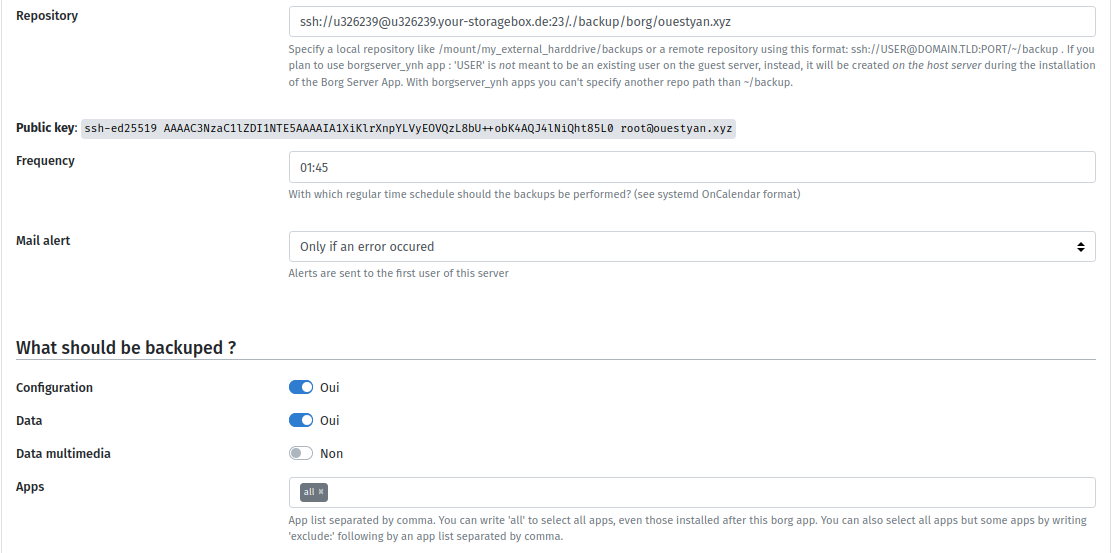 Repository
ssh://u326239@u326239.your-storagebox.de:23/./backup/borg/ouestyan.xyz
Specify a local repository like /mount/my_external_harddrive/backups or a remote repository using this format: ssh://USER@DOMAIN.TLD:PORT/~/backup . If you
plan to use borgserver_ynh app : 'USER' is not meant to be an existing user on the guest server, instead, it will be created on the host server during the installation
of the Borg Server App. With borgserver_ynh apps you can't specify another repo path than ~/backup.
Public key: ssh-ed25519 AAAAC3NzaC1lZDI1NTE5AAAAIA1XiKlrXnpYLVyEOVQzL8bU++obK4AQJ4lNiQht85L0 root@ouestyan.xyz
Frequency
01:45
With which regular time schedule should the backups be performed? (see systemd OnCalendar format)
Mail alert
Only if an error occured
Alerts are sent to the first user of this server
What should be backuped ?
Configuration
Oui
Data
Oui
Data multimedia
Non
Apps
all ×
App list separated by comma. You can write 'all' to select all apps, even those installed after this borg app. You can also select all apps but some apps by writing
'exclude:' following by an app list separated by comma.